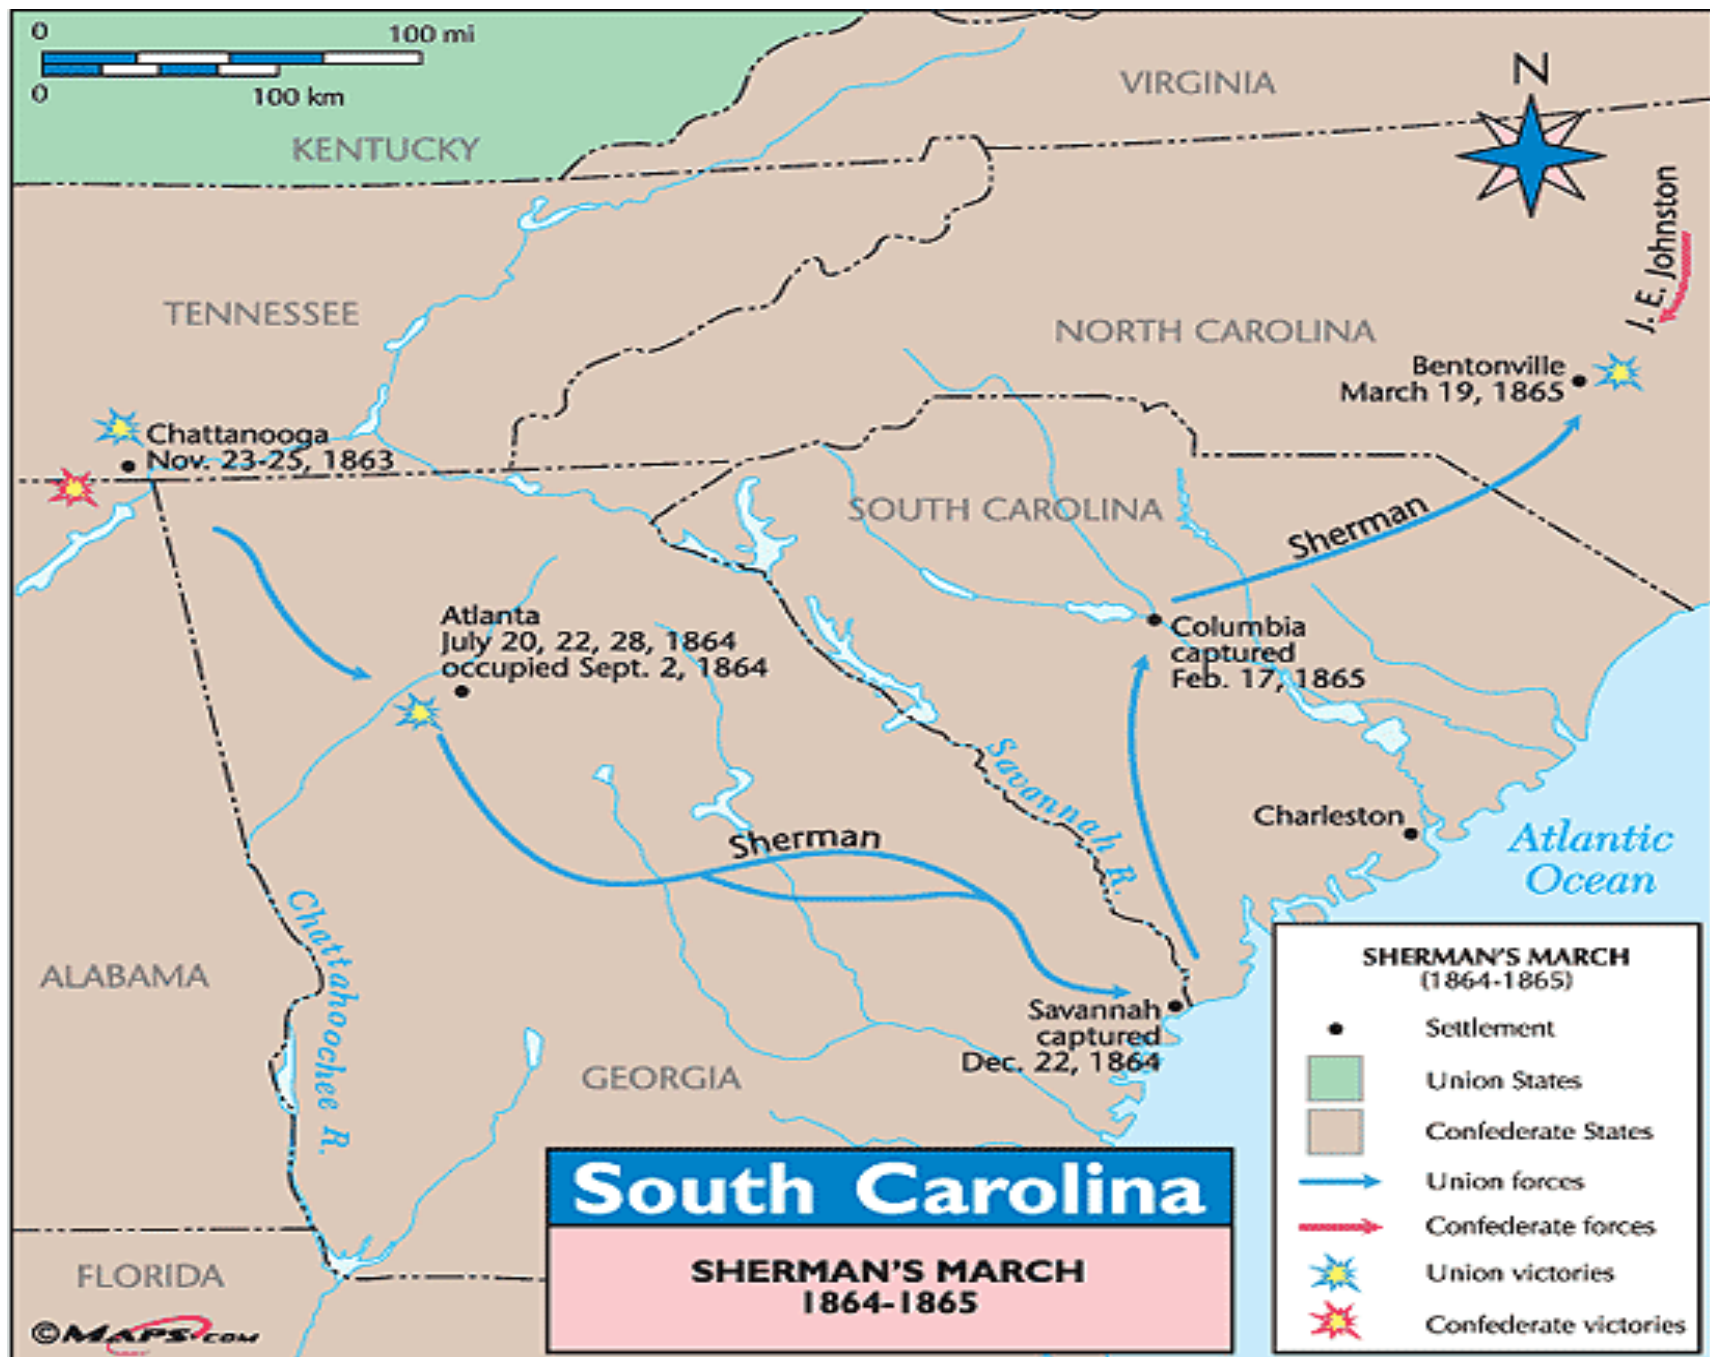 0 100 mi
0 100 km
KENTUCKY
VIRGINIA
N
TENNESSEE
NORTH CAROLINA
J. E. Johnston
Bentonville
March 19, 1865
Chattanooga
Nov. 23-25, 1863
SOUTH CAROLINA
Sherman
Atlanta
July 20, 22, 28, 1864
occupied Sept. 2, 1864
Columbia
captured
Feb. 17, 1865
Savannah R.
Charleston
Sherman
Atlantic
Ocean
Chatahoochee R.
ALABAMA
Savannah
captured
Dec. 22, 1864
GEORGIA
FLORIDA
©MAPS.COM
South Carolina
SHERMAN'S MARCH
1864-1865
SHERMAN'S MARCH
(1864-1865)
Settlement
Union States
Confederate States
Union forces
Confederate forces
Union victories
Confederate victories